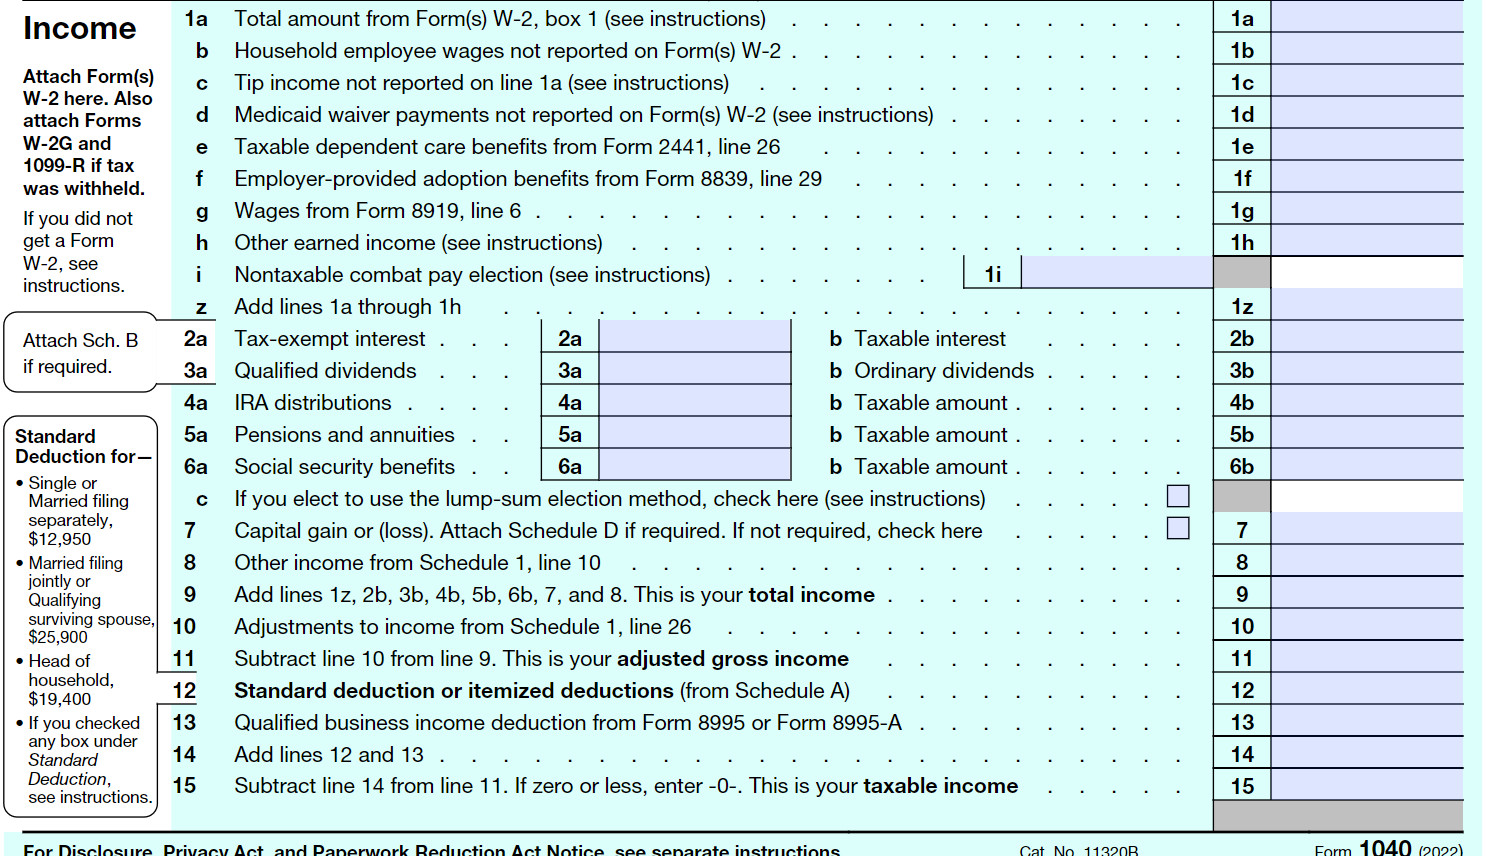 Income
Attach Form(s)
W-2 here. Also
attach Forms
W-2G and
1099-R if tax
was withheld.
If you did not
get a Form
W-2, see
instructions.
Attach Sch. B
if required.
Standard
Deduction for—
• Single or
Married filing
separately,
$12,950
• Married filing
jointly or
Qualifying
surviving spouse,
$25,900
• Head of
household,
$19,400
• If you checked
any box under
Standard
Deduction,
see instructions.
1a Total amount from Form(s) W-2, box 1 (see instructions) . . . . . . . . . . . . . 1a
b Household employee wages not reported on Form(s) W-2 . . . . . . . . . . . . . 1b
c Tip income not reported on line 1a (see instructions) . . . . . . . . . . . . . . 1c
d Medicaid waiver payments not reported on Form(s) W-2 (see instructions) . . . . . . . . 1d
e Taxable dependent care benefits from Form 2441, line 26 . . . . . . . . . . . . 1e
f Employer-provided adoption benefits from Form 8839, line 29 . . . . . . . . . . . 1f
g Wages from Form 8919, line 6 . . . . . . . . . . . . . . . . . . . . . 1g
h Other earned income (see instructions) . . . . . . . . . . . . . . . . . . 1h
i Nontaxable combat pay election (see instructions) . . . . . . . 1i
z Add lines 1a through 1h . . . . . . . . . . . . . . . . . . . . . . 1z
2a Tax-exempt interest . . . 2a b Taxable interest . . . . . 2b
3a Qualified dividends . . . 3a b Ordinary dividends . . . . . 3b
4a IRA distributions . . . . 4a b Taxable amount . . . . . . 4b
5a Pensions and annuities . . 5a b Taxable amount . . . . . . 5b
6a Social security benefits . . 6a b Taxable amount . . . . . . 6b
c If you elect to use the lump-sum election method, check here (see instructions) . . . . .
7 Capital gain or (loss). Attach Schedule D if required. If not required, check here . . . . . 7
8 Other income from Schedule 1, line 10 . . . . . . . . . . . . . . . . . . 8
9 Add lines 1z, 2b, 3b, 4b, 5b, 6b, 7, and 8. This is your total income . . . . . . . . . . 9
10 Adjustments to income from Schedule 1, line 26 . . . . . . . . . . . . . . . 10
11 Subtract line 10 from line 9. This is your adjusted gross income . . . . . . . . . . 11
12 Standard deduction or itemized deductions (from Schedule A) . . . . . . . . . . 12
13 Qualified business income deduction from Form 8995 or Form 8995-A . . . . . . . . . 13
14 Add lines 12 and 13 . . . . . . . . . . . . . . . . . . . . . . . . 14
15 Subtract line 14 from line 11. If zero or less, enter -0-. This is your taxable income . . . . . 15
For Disclosure, Privacy Act, and Paperwork Reduction Act Notice, see separate instructions. Cat. No. 11320B Form 1040 (2022)